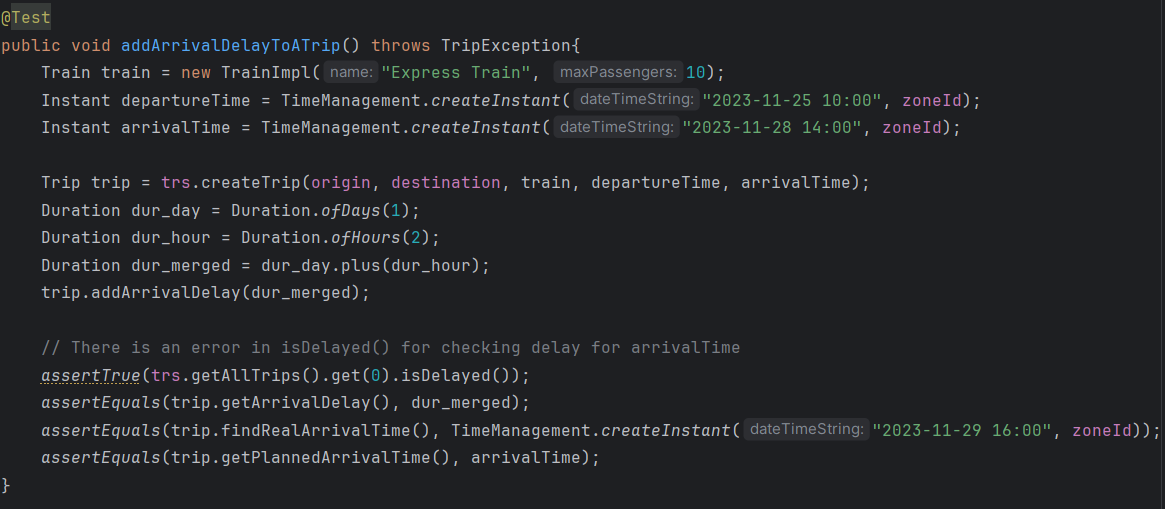 @Test
public void addArrivalDelayToATrip() throws TripException{
    Train train = new TrainImpl( name: "Express Train", maxPassengers: 10);
    Instant departureTime = TimeManagement.createInstant( dateTimeString: "2023-11-25 10:00", zoneId);
    Instant arrivalTime = TimeManagement.createInstant( dateTimeString: "2023-11-28 14:00", zoneId);

    Trip trip = trs.createTrip(origin, destination, train, departureTime, arrivalTime);
    Duration dur_day = Duration.ofDays(1);
    Duration dur_hour = Duration.ofHours(2);
    Duration dur_merged = dur_day.plus(dur_hour);
    trip.addArrivalDelay(dur_merged);

    // There is an error in isDelayed() for checking delay for arrivalTime
    assertTrue(trs.getAllTrips().get(0).isDelayed());
    assertEquals(trip.getArrivalDelay(), dur_merged);
    assertEquals(trip.findRealArrivalTime(), TimeManagement.createInstant( dateTimeString: "2023-11-29 16:00", zoneId));
    assertEquals(trip.getPlannedArrivalTime(), arrivalTime);
}